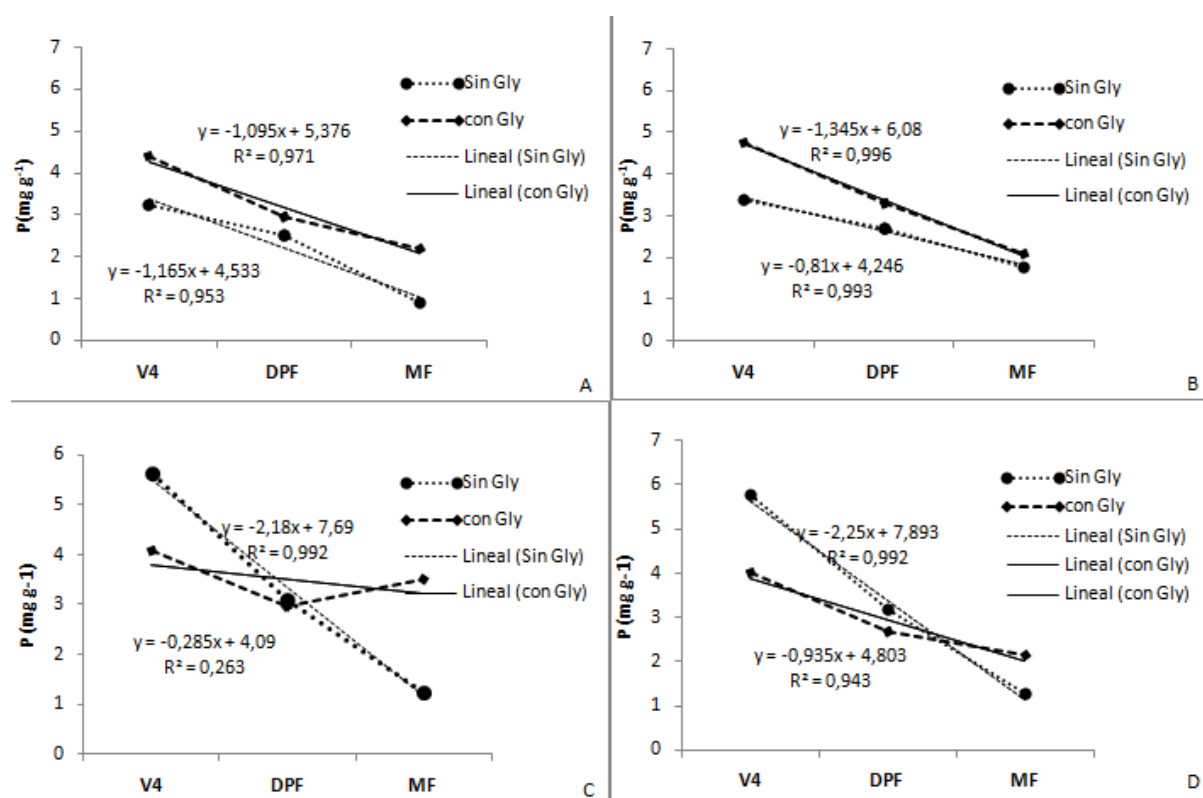 7
6
5
4
3
2
1
0
P(mg g-1)
Sin Gly
con Gly
Lineal (Sin Gly)
Lineal (con Gly)
y = -1,095x + 5,376
R² = 0,971
y = -1,165x + 4,533
R² = 0,953
V4 DPF MF
A
7
6
5
4
3
2
1
0
P(mg g-1)
Sin Gly
con Gly
Lineal (Sin Gly)
Lineal (con Gly)
y = -1,345x + 6,08
R² = 0,996
y = -0,81x + 4,246
R² = 0,993
V4 DPF MF
B
6
5
4
3
2
1
0
P (mg g-1)
Sin Gly
con Gly
Lineal (Sin Gly)
Lineal (con Gly)
y = -2,18x + 7,69
R² = 0,992
y = -0,285x + 4,09
R² = 0,263
V4 DPF MF
C
7
6
5
4
3
2
1
0
P (mg g-1)
Sin Gly
con Gly
Lineal (Sin Gly)
Lineal (con Gly)
Lineal (con Gly)
y = -2,25x + 7,893
R² = 0,992
y = -0,935x + 4,803
R² = 0,943
V4 DPF MF
D